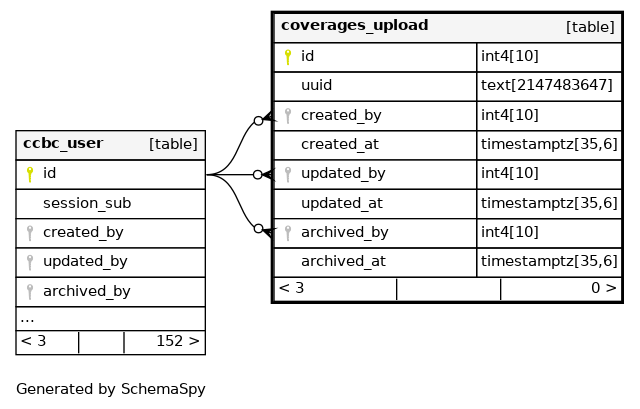 coverages_upload [table]
id int4[10]
uuid text[2147483647]
created_by int4[10]
created_at timestamptz[35,6]
updated_by int4[10]
updated_at timestamptz[35,6]
archived_by int4[10]
archived_at timestamptz[35,6]
< 3 0 >
ccbc_user [table]
id
session_sub
created_by
updated_by
archived_by
...
< 3 152 >
Generated by SchemaSpy